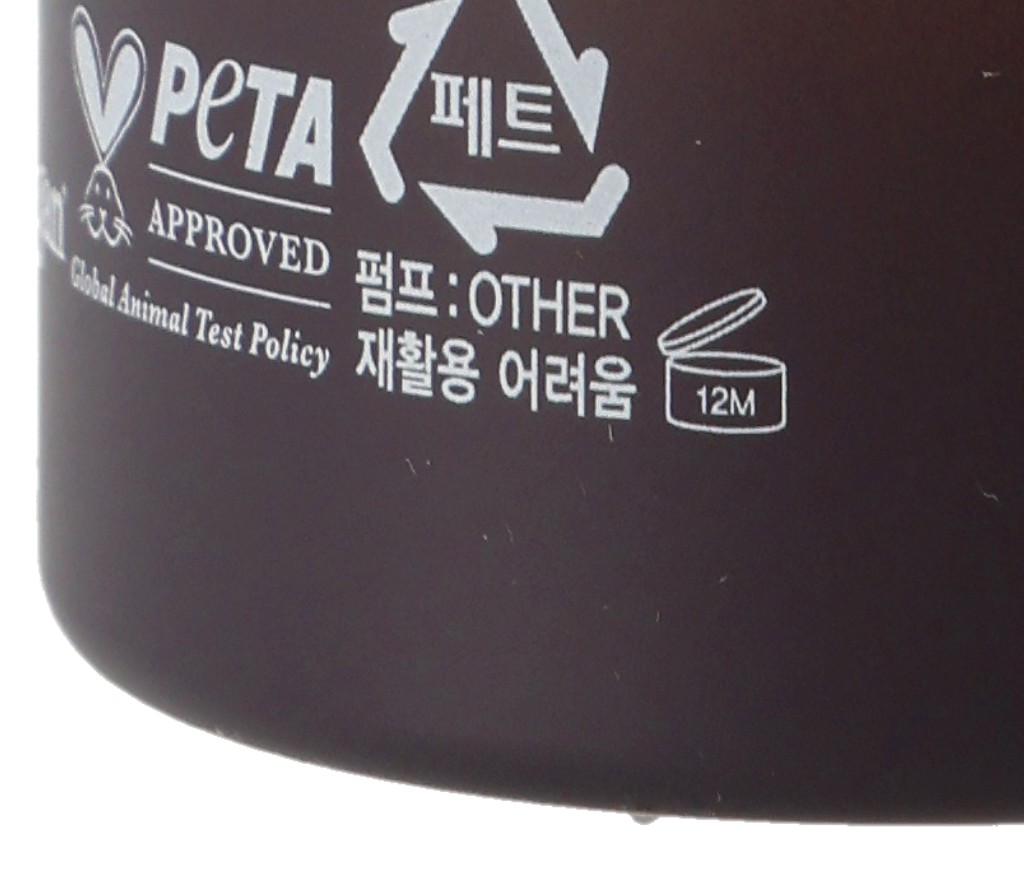 PETA
APPROVED
Global Animal Test Policy
페트
펌프 : OTHER
재활용 어려움
12M